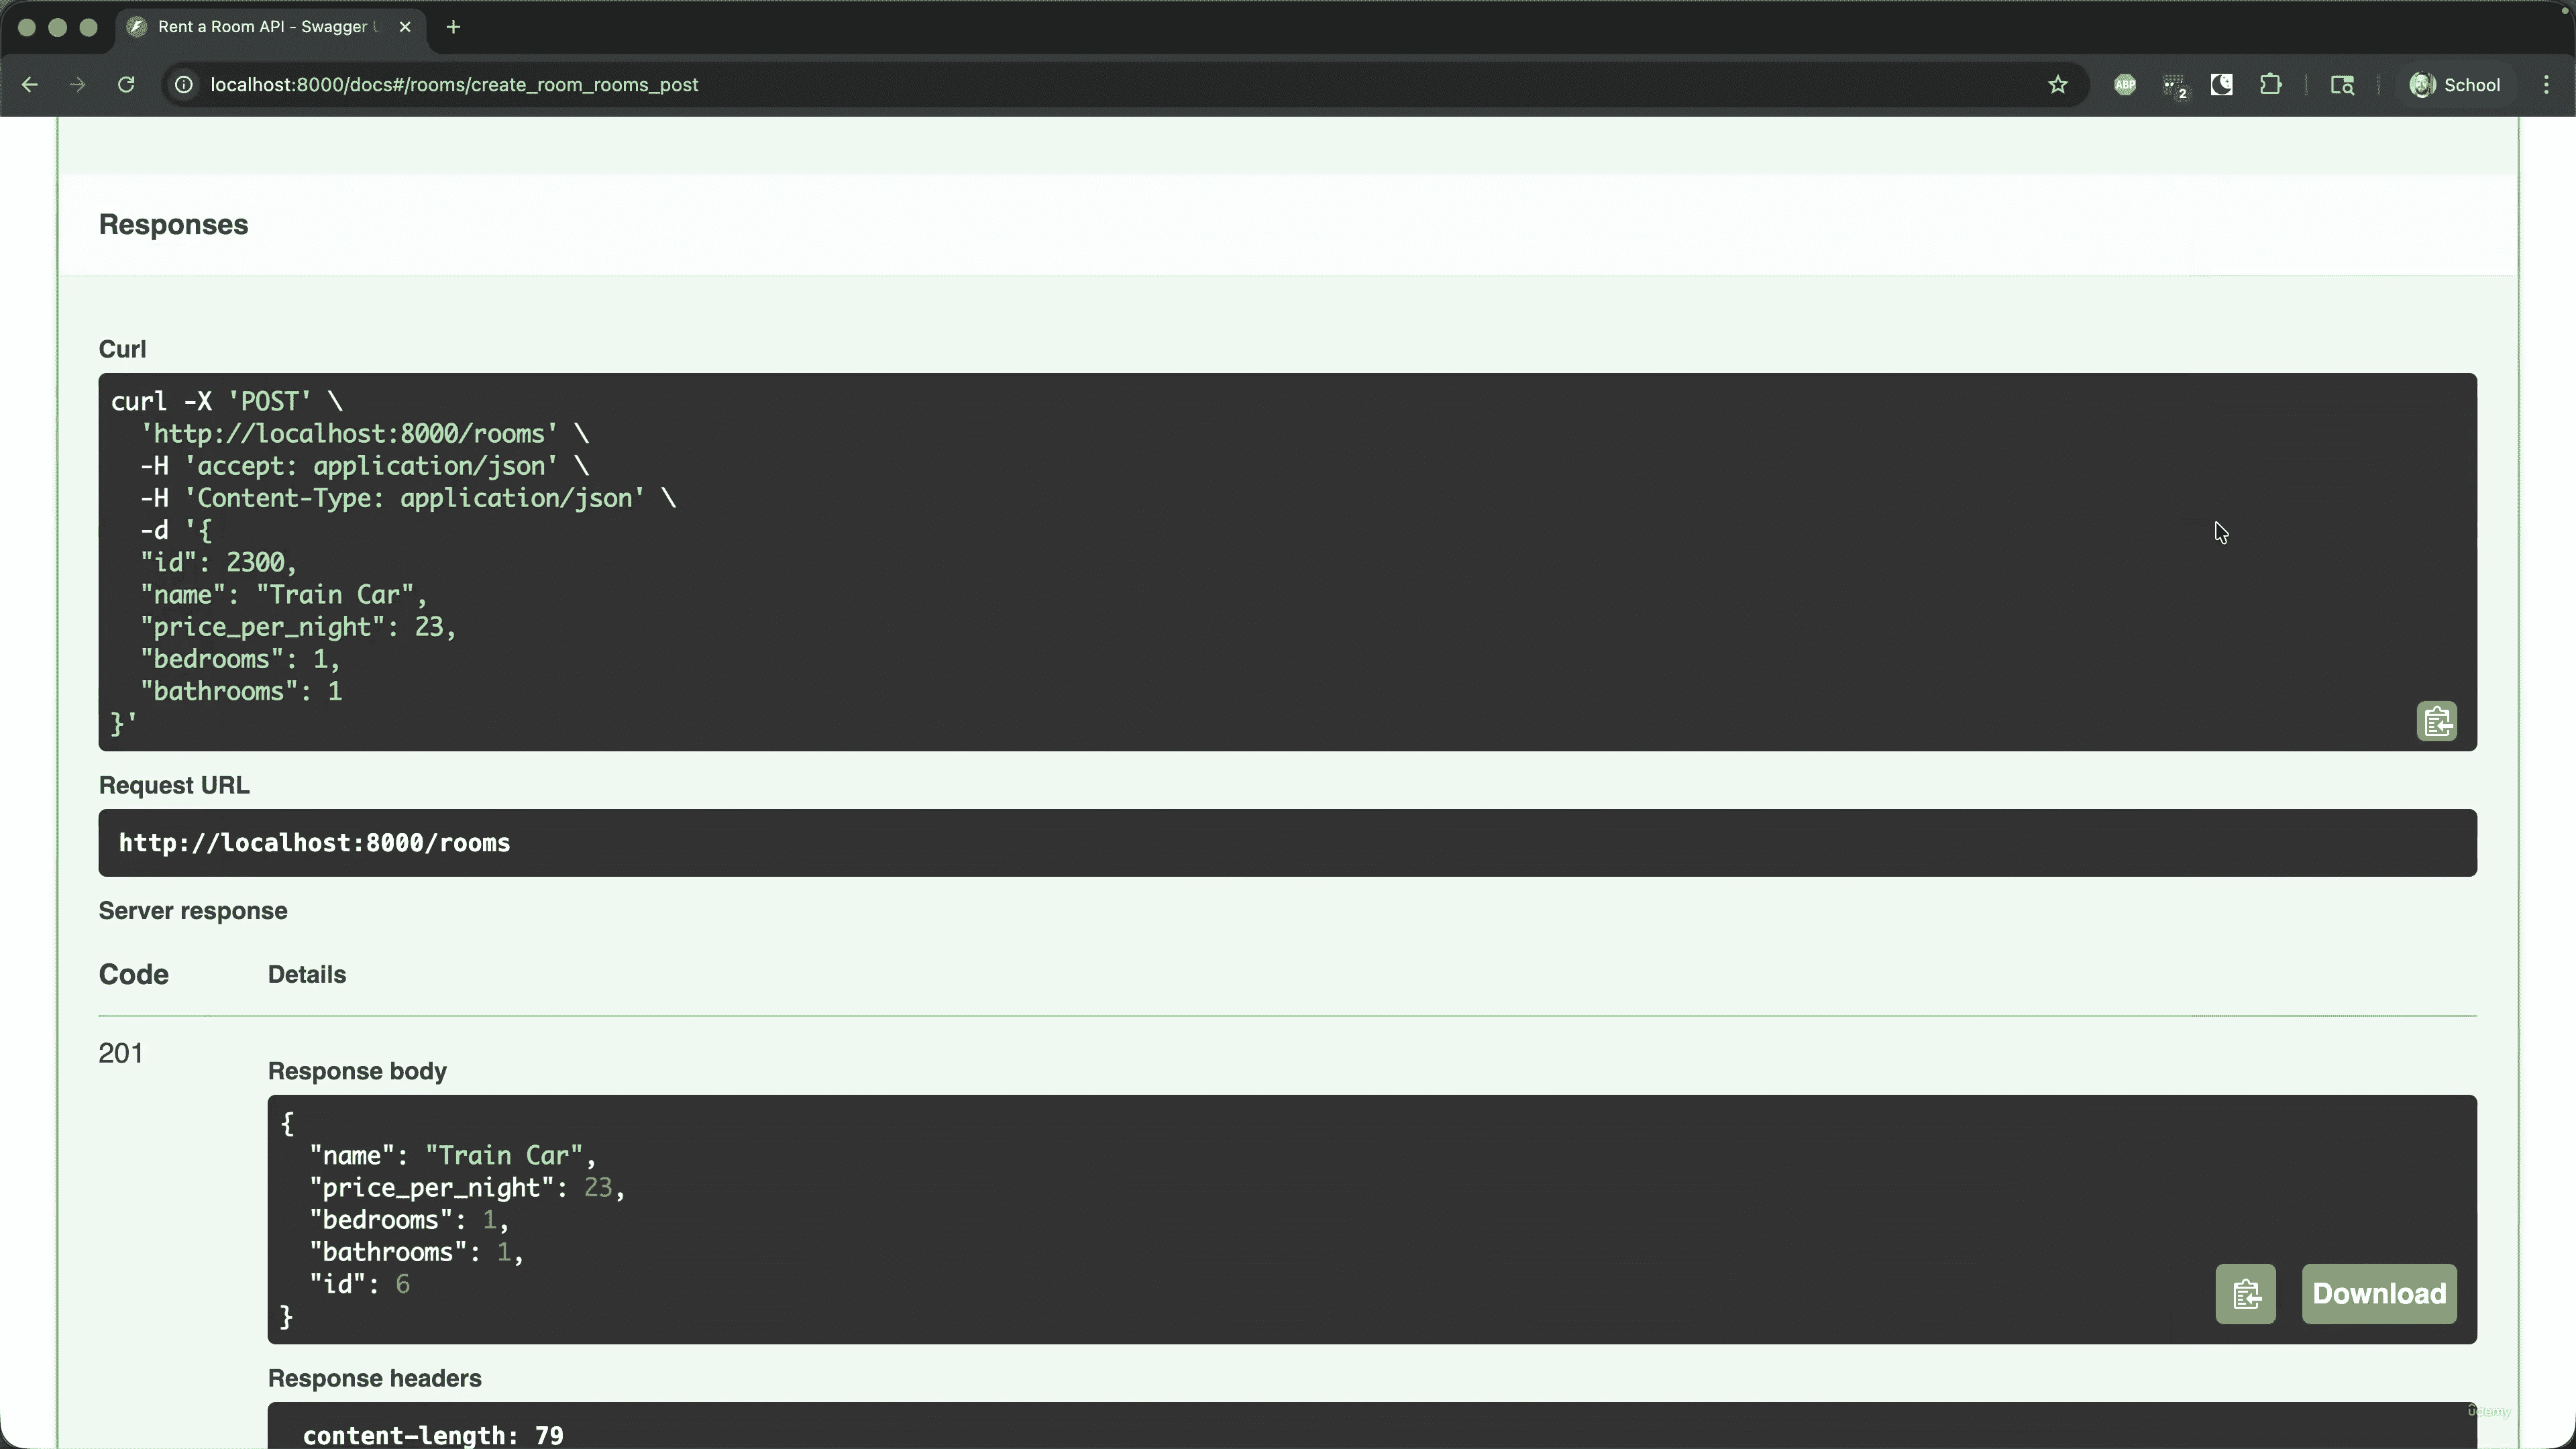 Rent a Room API - Swagger U
localhost:8000/docs#/rooms/create_room_rooms_post
ABP
2
School
Responses
Curl
curl -X 'POST' \
'http://localhost:8000/rooms' \
-H 'accept: application/json' \
-H 'Content-Type: application/json' \
-d '{
"id": 2300,
"name": "Train Car",
"price_per_night": 23,
"bedrooms": 1,
"bathrooms": 1
}'
Request URL
http://localhost:8000/rooms
Server response
Code Details
201
Response body
{
"name": "Train Car",
"price_per_night": 23,
"bedrooms": 1,
"bathrooms": 1,
"id": 6
}
Download
Response headers
content-length: 79
ûdemy